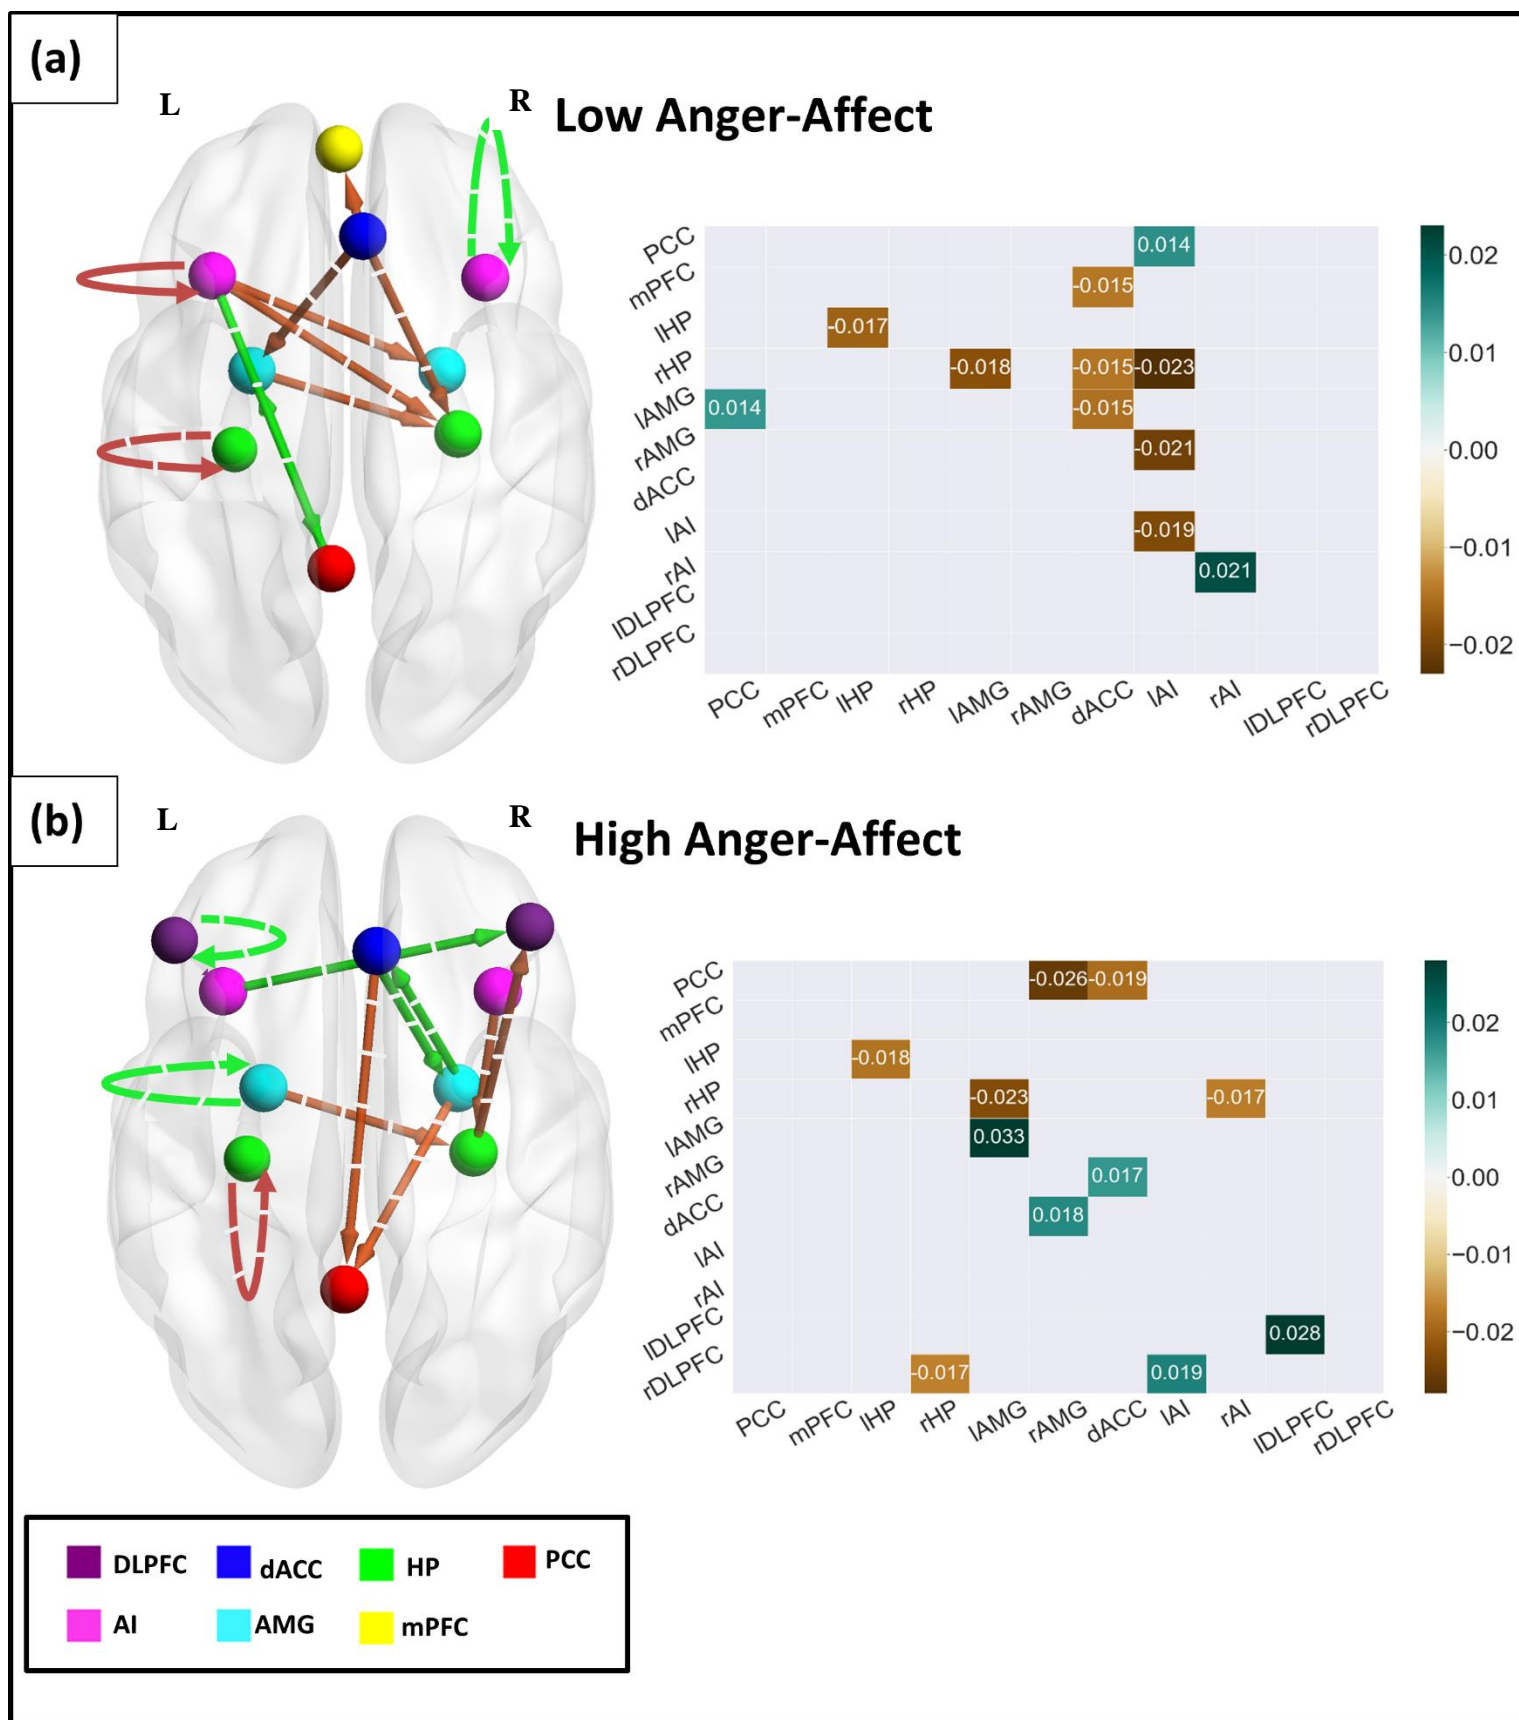 (a)
L
R
Low Anger-Affect
PCC
mPFC
lHP
rHP
lAMG
rAMG
dACC
lAI
rAI
lDLPFC
rDLPFC
0.014
-0.015
-0.017
-0.018
-0.015
-0.023
0.014
-0.015
-0.021
-0.019
0.021
PCC
mPFC
lHP
rHP
lAMG
rAMG
dACC
lAI
rAI
lDLPFC
rDLPFC
0.02
0.01
0.00
−0.01
−0.02
(b)
L
R
High Anger-Affect
PCC
mPFC
lHP
rHP
lAMG
rAMG
dACC
lAI
rAI
lDLPFC
rDLPFC
-0.026
-0.019
-0.018
-0.023
-0.017
0.033
0.017
0.018
0.028
-0.017
0.019
PCC
mPFC
lHP
rHP
lAMG
rAMG
dACC
lAI
rAI
lDLPFC
rDLPFC
0.02
0.01
0.00
−0.01
−0.02
DLPFC
dACC
HP
PCC
AI
AMG
mPFC